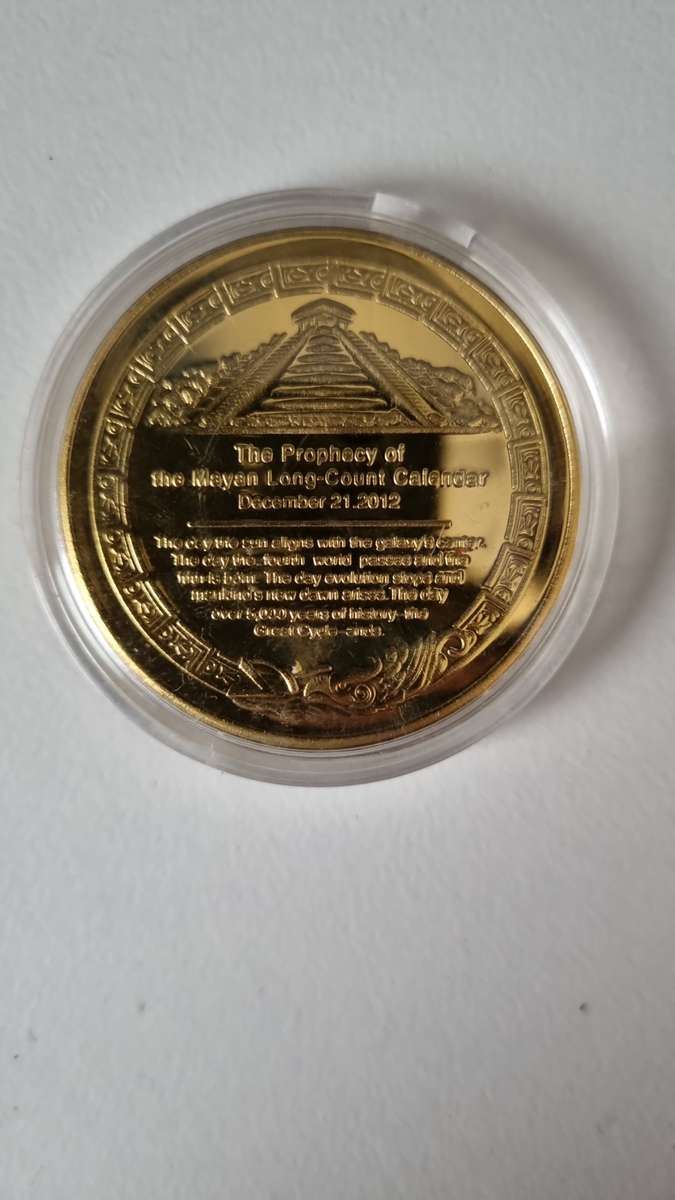 The Prophecy of
the Mayan Long-Count Calendar
December 21.2012
The day the sun aligns with the galaxy's center.
The day the fourth world passes and the
fifth is born. The day evolution stops and
mankind's new dawn arises. The day
over 5,000 years of history-the
Great Cycle-ends.